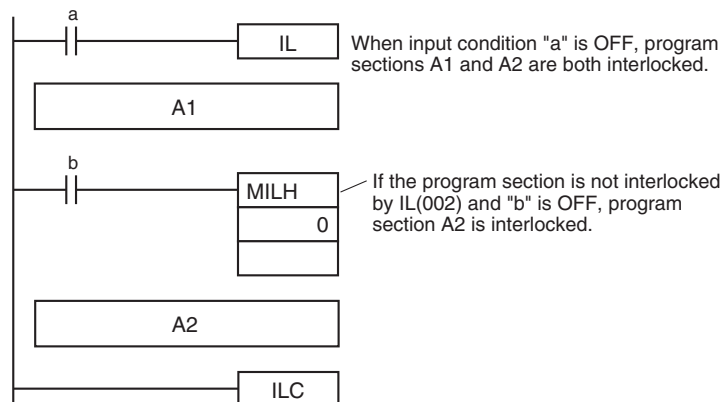 a
IL
When input condition "a" is OFF, program
sections A1 and A2 are both interlocked.
A1
b
MILH
0
If the program section is not interlocked
by IL(002) and "b" is OFF, program
section A2 is interlocked.
A2
ILC